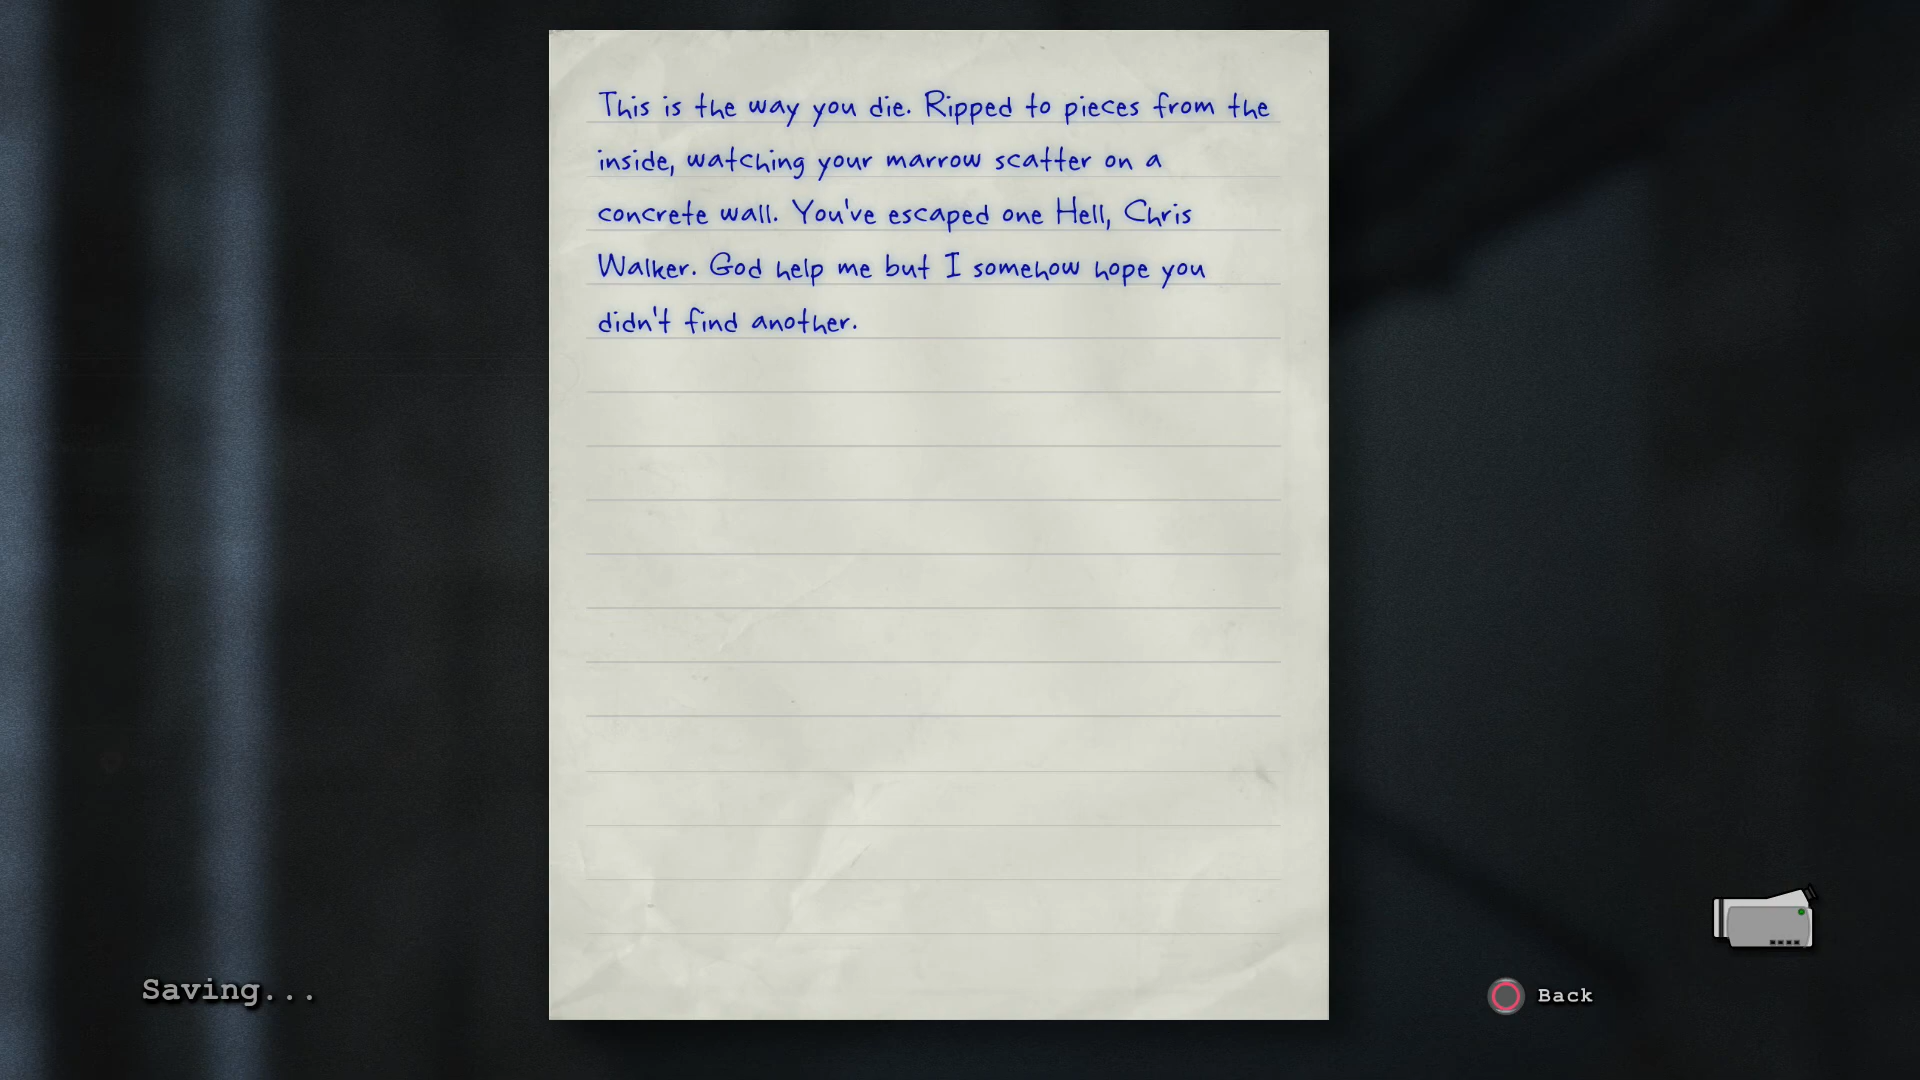 This is the way you die. Ripped to pieces from the
inside, watching your marrow scatter on a
concrete wall. You've escaped one Hell, Chris
Walker. God help me but I somehow hope you
didn't find another.
Saving...
Back